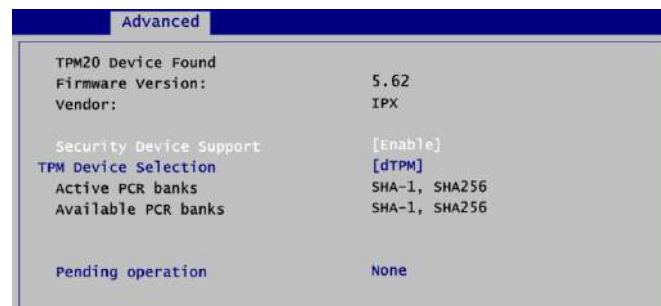 Advanced
TPM20 Device Found
Firmware Version: 5.62
Vendor: IPX
Security Device Support [Enable]
TPM Device Selection [dTPM]
Active PCR banks SHA-1, SHA256
Available PCR banks SHA-1, SHA256
Pending operation None